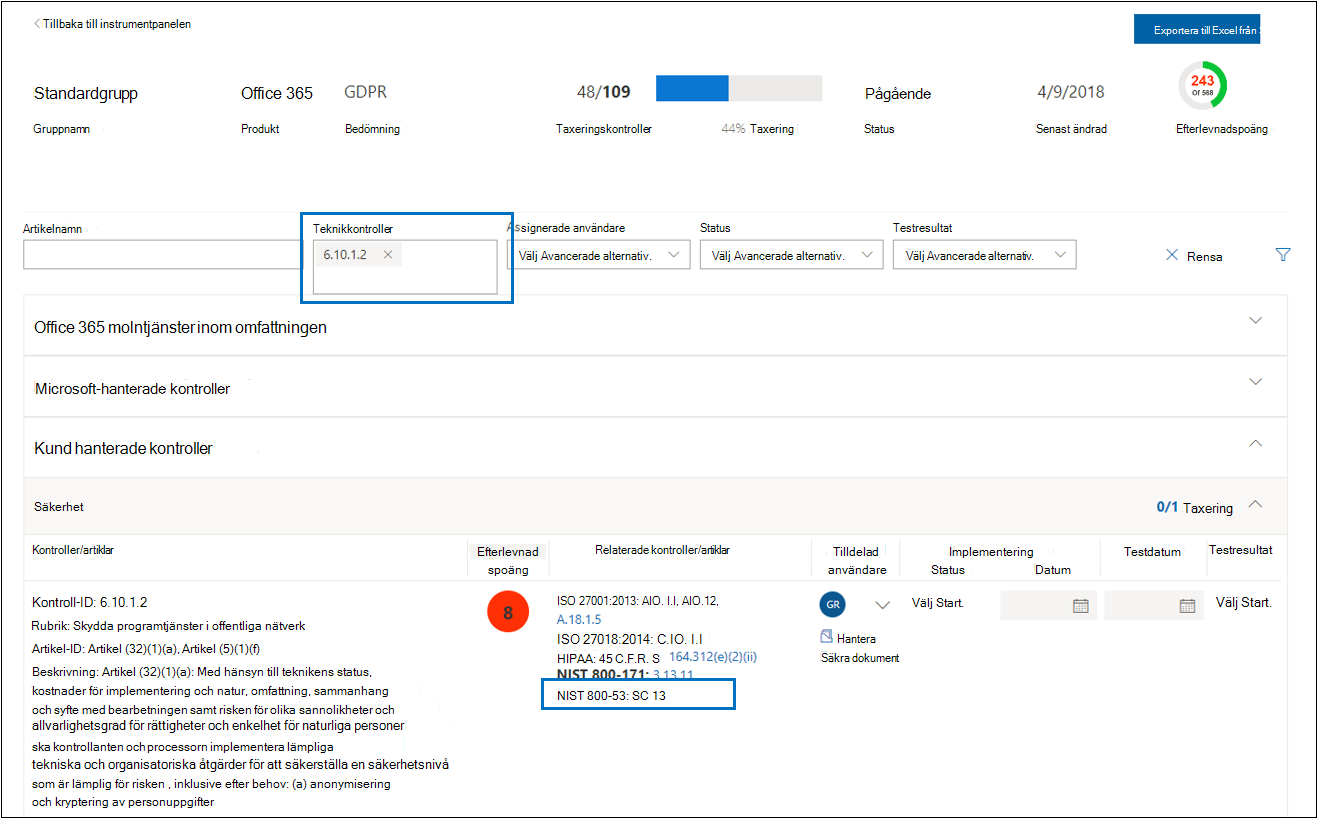 Tillbaka till instrumentpanelen
Exportera till Excel från
Standardgrupp
Office 365
GDPR
48/109
Pågående
4/9/2018
243
Of 568
Gruppnamn
Produkt
Bedömning
Taxeringskontroller
44% Taxering
Status
Senast ändrad
Efterlevnadspoäng
Artikelnamn
Teknikkontroller
Assignerade användare
Status
Testresultat
6.10.1.2
Välj Avancerade alternativ.
Välj Avancerade alternativ.
Välj Avancerade alternativ.
Rensa
Office 365 molntjänster inom omfattningen
Microsoft-hanterade kontroller
Kund hanterade kontroller
Säkerhet
0/1 Taxering
Kontroller/artiklar
Efterlevnad
spoäng
Relaterade kontroller/artiklar
Tilldelad
användare
Implementering
Status
Datum
Testdatum
Testresultat
Kontroll-ID: 6.10.1.2
Rubrik: Skydda programtjänster i offentliga nätverk
Artikel-ID: Artikel (32)(1)(a), Artikel (5)(1)(f)
Beskrivning: Artikel (32)(1)(a): Med hänsyn till teknikens status,
kostnader för implementering och natur, omfattning, sammanhang
och syfte med bearbetningen samt risken för olika sannolikheter och
allvarlighetsgrad för rättigheter och enkelhet för naturliga personer
ska kontrollanten och processorn implementera lämpliga
tekniska och organisatoriska åtgärder för att säkerställa en säkerhetsnivå
som är lämplig för risken , inklusive efter behov: (a) anonymisering
och kryptering av personuppgifter
8
ISO 27001:2013: AIO. I.I, AIO.12,
A.18.1.5
ISO 27018:2014: C.IO. I.I
HIPAA: 45 C.F.R. S 164.312(e)(2)(ii)
NIST 800-171: 3.13.11
NIST 800-53: SC 13
GR
Hantera
Säkra dokument
Välj Start.
Välj Start.